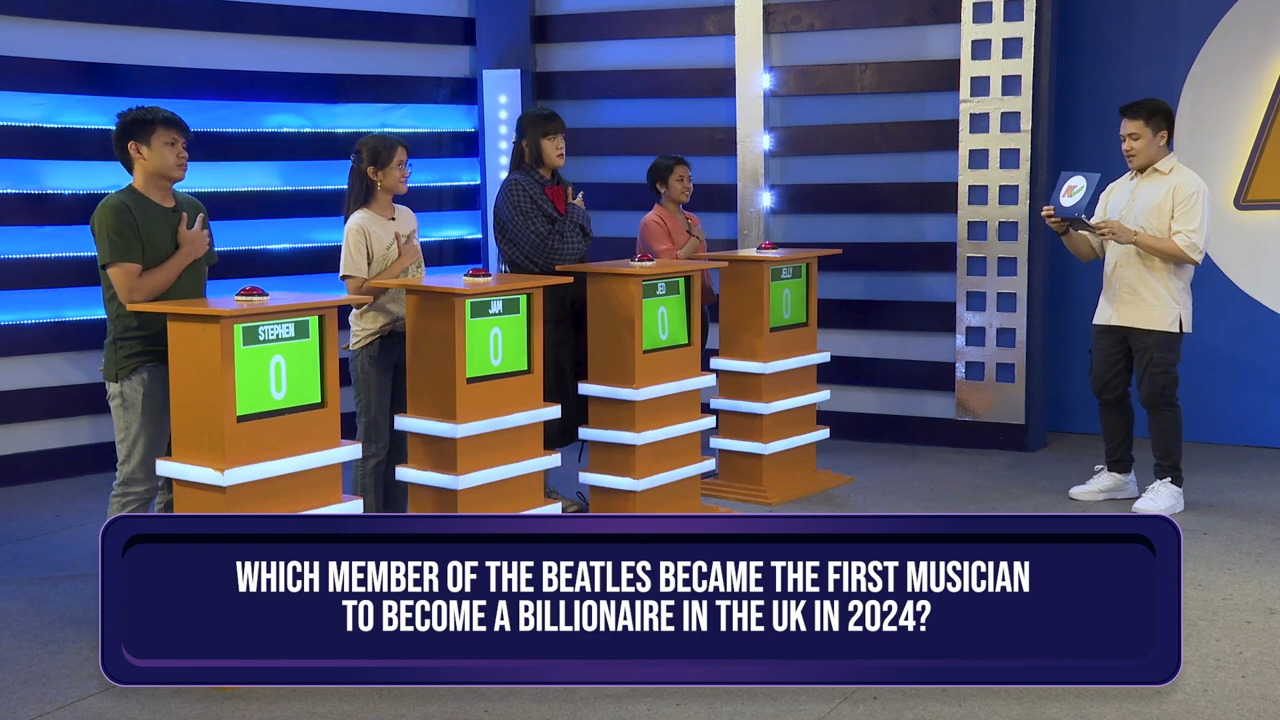 STEPHEN
0
JAM
0
JED
0
JELLY
0
WHICH MEMBER OF THE BEATLES BECAME THE FIRST MUSICIAN
TO BECOME A BILLIONAIRE IN THE UK IN 2024?